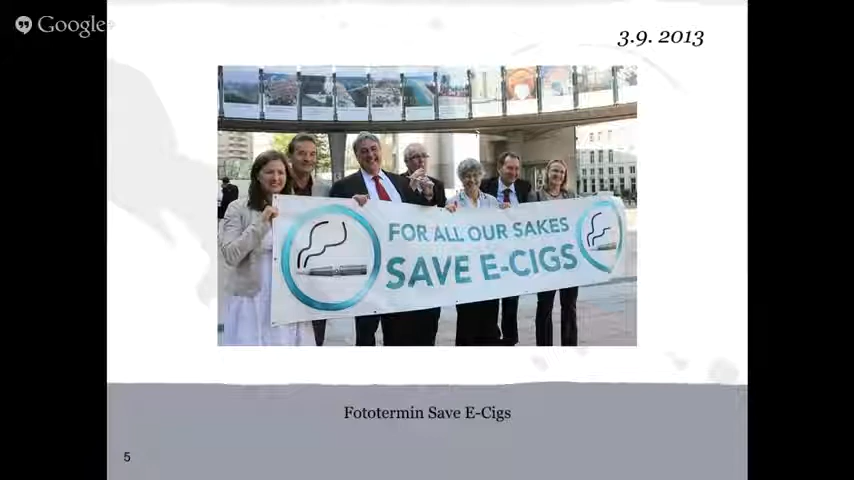 Google
3.9. 2013
FOR ALL OUR SAKES
SAVE E-CIGS
Fototermin Save E-Cigs
5